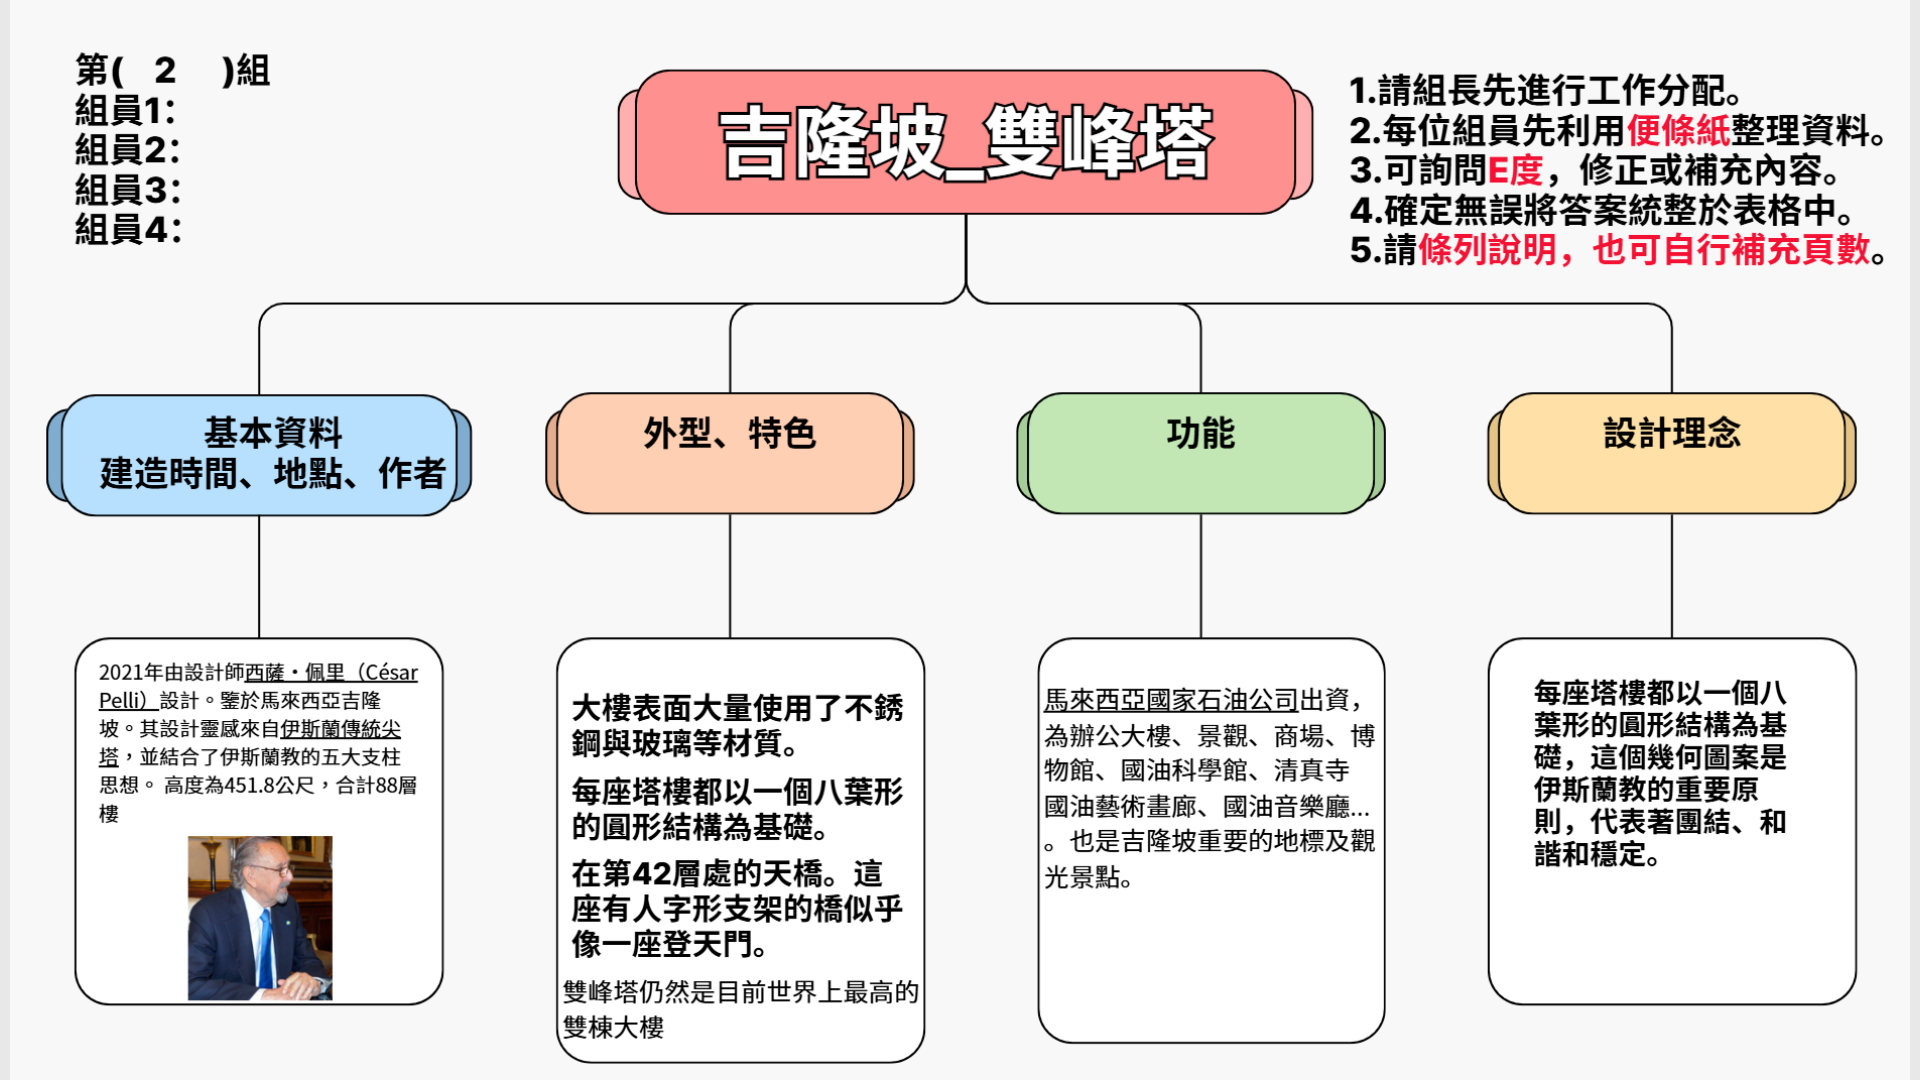 第(   2    )組
組員1：
組員2：
組員3：
組員4：
吉隆坡_雙峰塔
1.請組長先進行工作分配。
2.每位組員先利用便條紙整理資料。
3.可詢問E度，修正或補充內容。
4.確定無誤將答案統整於表格中。
5.請條列說明，也可自行補充頁數。
基本資料
建造時間、地點、作者
外型、特色
功能
設計理念
2021年由設計師西薩·佩里（César
Pelli）設計。鑒於馬來西亞吉隆
坡。其設計靈感來自伊斯蘭傳統尖
塔，並結合了伊斯蘭教的五大支柱
思想。 高度為451.8公尺，合計88層
樓
大樓表面大量使用了不銹
鋼與玻璃等材質。
每座塔樓都以一個八葉形
的圓形結構為基礎。
在第42層處的天橋。這
座有人字形支架的橋似乎
像一座登天門。
雙峰塔仍然是目前世界上最高的
雙棟大樓
馬來西亞國家石油公司出資，
為辦公大樓、景觀、商場、博
物館、國油科學館、清真寺
國油藝術畫廊、國油音樂廳...
。也是吉隆坡重要的地標及觀
光景點。
每座塔樓都以一個八
葉形的圓形結構為基
礎，這個幾何圖案是
伊斯蘭教的重要原
則，代表著團結、和
諧和穩定。